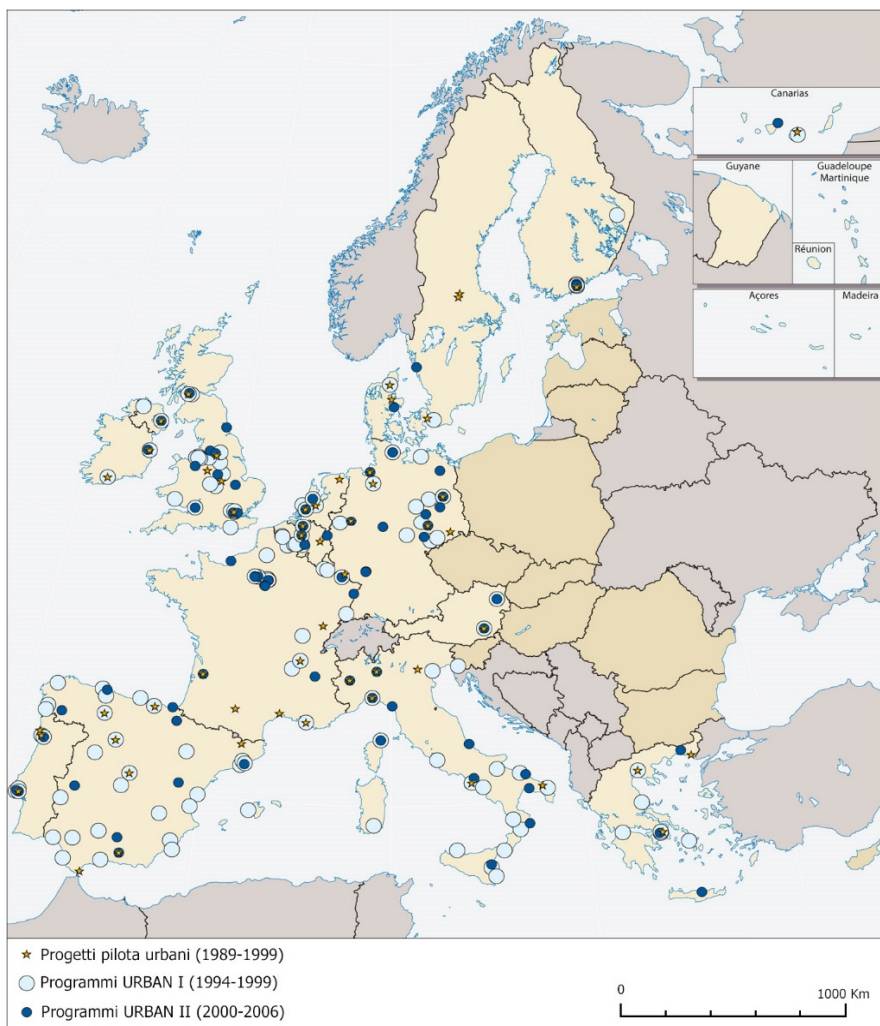 Canarias
Guyane
Guadeloupe
Martinique
Réunion
Açores
Madeira
Progetti pilota urbani (1989-1999)
Programmi URBAN I (1994-1999)
Programmi URBAN II (2000-2006)
0
1000 Km